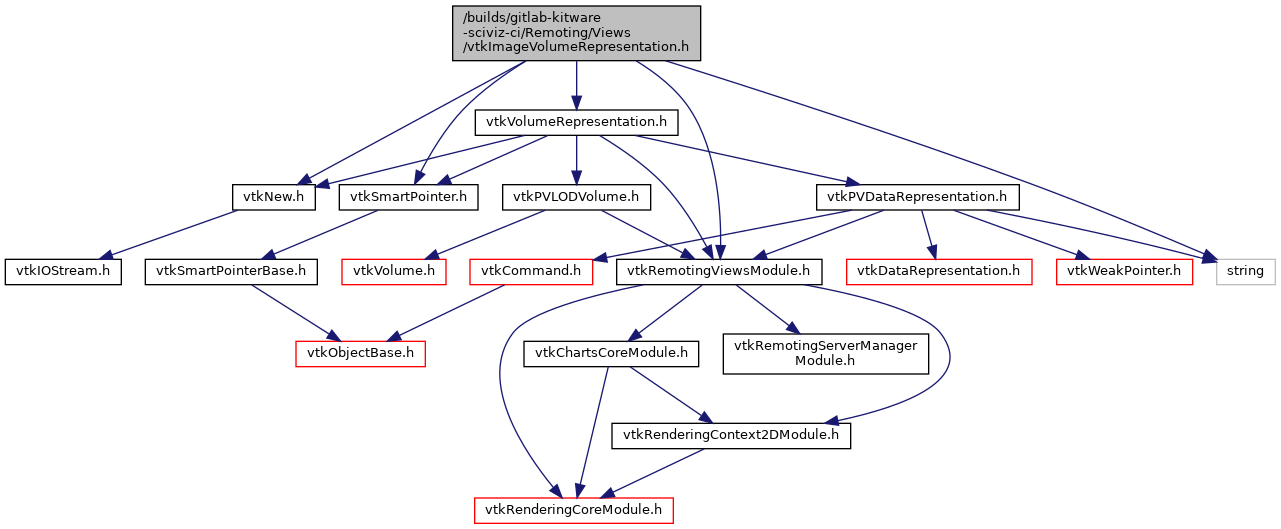 /builds/gitlab-kitware
-sciviz-ci/Remoting/Views
/vtkImageVolumeRepresentation.h
vtkVolumeRepresentation.h
vtkNew.h
vtkSmartPointer.h
vtkPVLODVolume.h
vtkPVDataRepresentation.h
vtkIOStream.h
vtkSmartPointerBase.h
vtkVolume.h
vtkCommand.h
vtkRemotingViewsModule.h
vtkDataRepresentation.h
vtkWeakPointer.h
string
vtkObjectBase.h
vtkChartsCoreModule.h
vtkRemotingServerManager
Module.h
vtkRenderingContext2DModule.h
vtkRenderingCoreModule.h